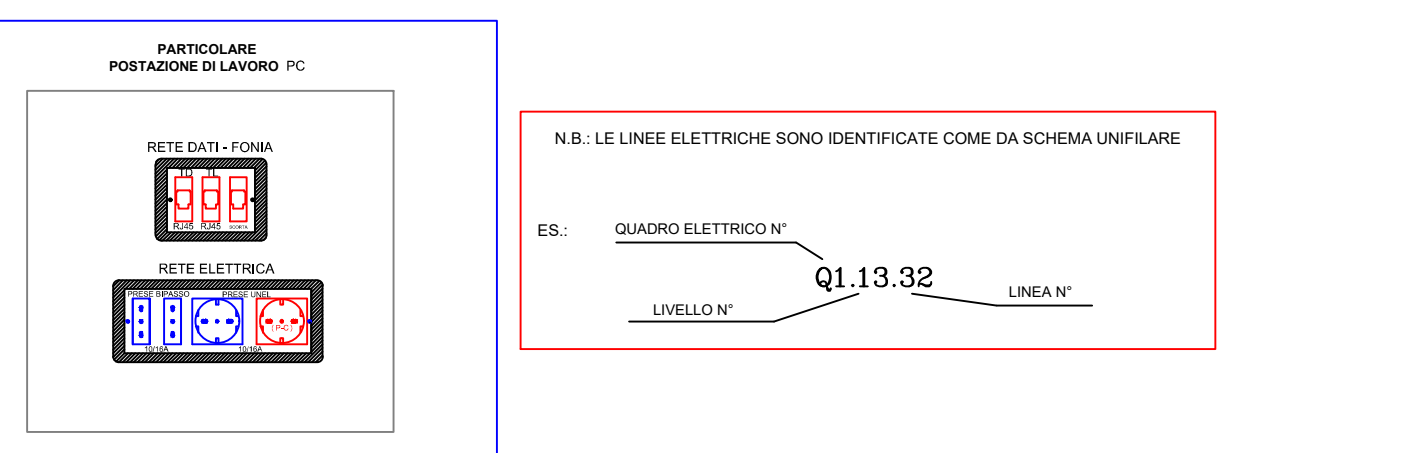 PARTICOLARE
POSTAZIONE DI LAVORO PC
RETE DATI - FONIA
TD TL
RJ45 RJ45 SCORTA
RETE ELETTRICA
PRESE BIPASSO PRESE UNEL
(P-C)
10/16A 10/16A
N.B.: LE LINEE ELETTRICHE SONO IDENTIFICATE COME DA SCHEMA UNIFILARE
ES.: QUADRO ELETTRICO N°
Q1.13.32
LINEA N°
LIVELLO N°